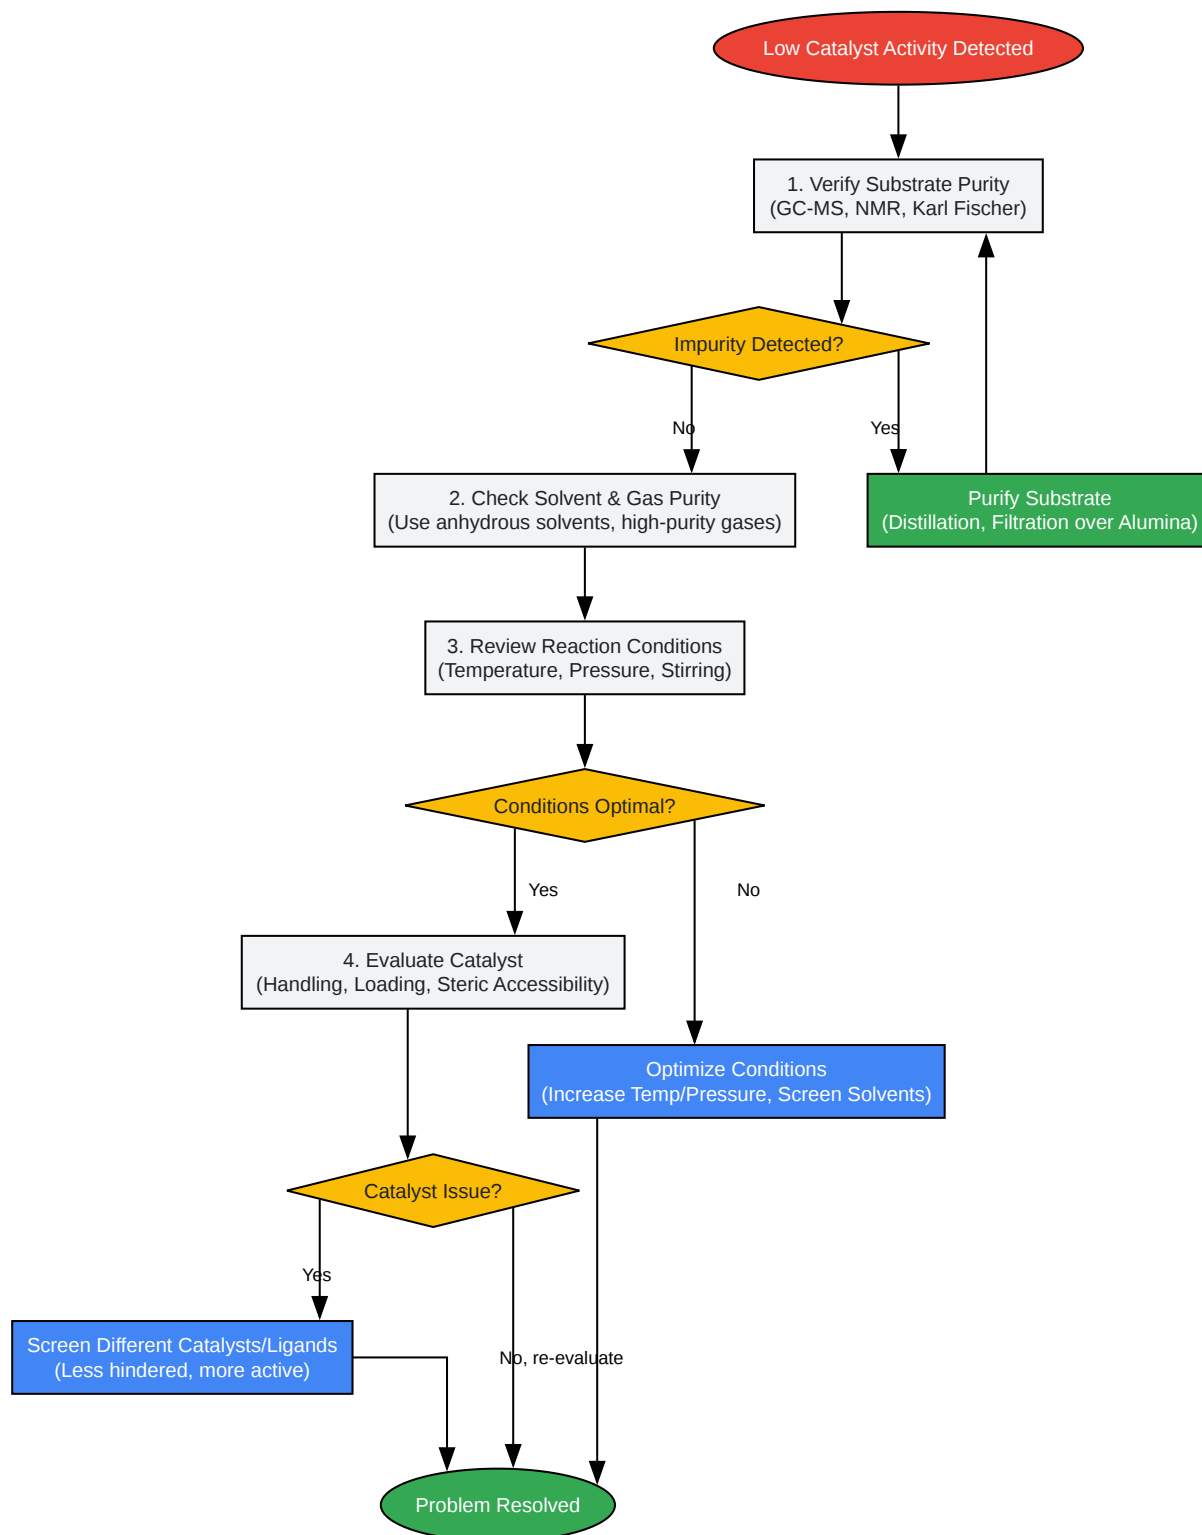 Low Catalyst Activity Detected
1. Verify Substrate Purity
(GC-MS, NMR, Karl Fischer)
Impurity Detected?
No
Yes
2. Check Solvent & Gas Purity
(Use anhydrous solvents, high-purity gases)
Purify Substrate
(Distillation, Filtration over Alumina)
3. Review Reaction Conditions
(Temperature, Pressure, Stirring)
Conditions Optimal?
Yes
No
4. Evaluate Catalyst
(Handling, Loading, Steric Accessibility)
Optimize Conditions
(Increase Temp/Pressure, Screen Solvents)
Catalyst Issue?
Yes
Screen Different Catalysts/Ligands
(Less hindered, more active)
No, re-evaluate
Problem Resolved